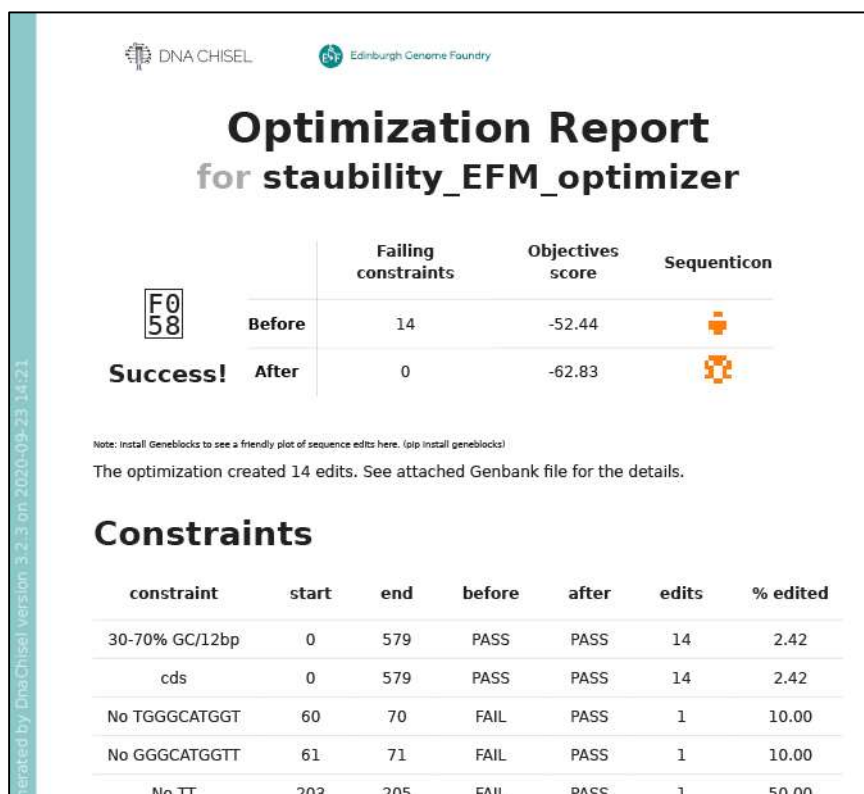 DNA CHISEL
Edinburgh Genome Foundry
Optimization Report
for staubility_EFM_optimizer
Failing constraints Objectives score Sequenticon
F0
58
Before 14 -52.44
Success! After 0 -62.83
Note: Install Geneblocks to see a friendly plot of sequence edits here. (pip install geneblocks)
The optimization created 14 edits. See attached Genbank file for the details.
Constraints
constraint start end before after edits % edited
30-70% GC/12bp 0 579 PASS PASS 14 2.42
cds 0 579 PASS PASS 14 2.42
No TGGGCATGGT 60 70 FAIL PASS 1 10.00
No GGGCATGGTT 61 71 FAIL PASS 1 10.00
No TT 203 205 FAIL PASS 1 50.00
erated by DnaChisel version 3.2.3 on 2020-09-23 14:21